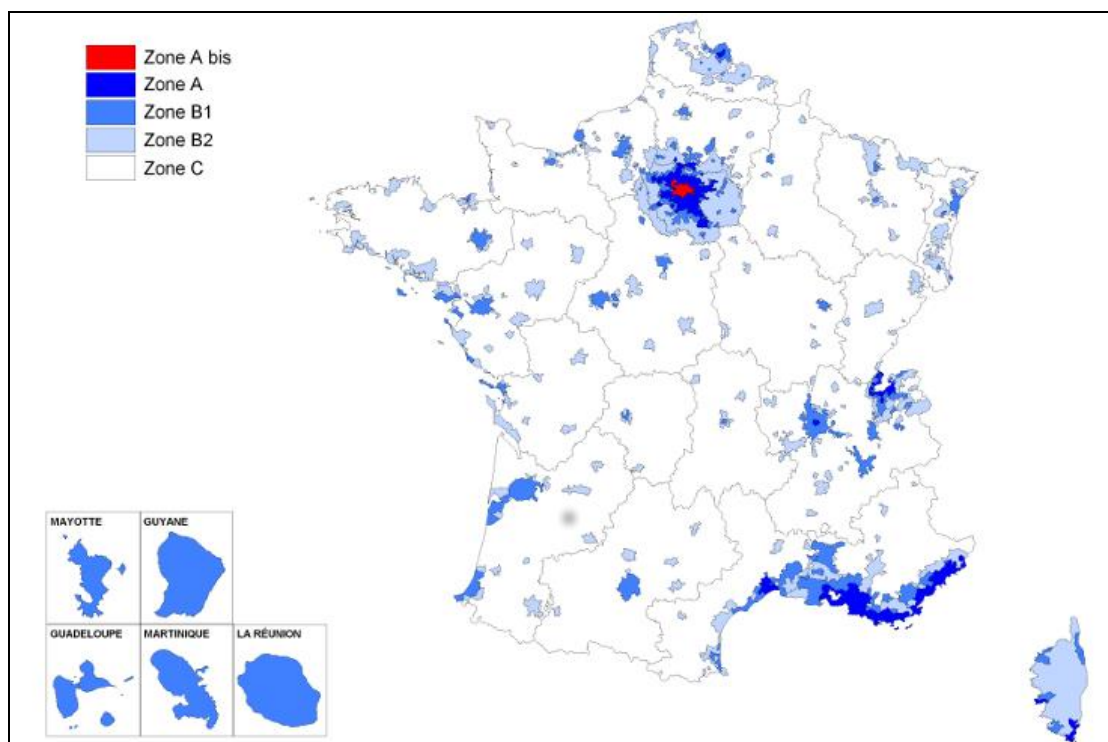 Zone A bis
Zone A
Zone B1
Zone B2
Zone C
MAYOTTE
GUYANE
GUADELOUPE
MARTINIQUE
LA RÉUNION